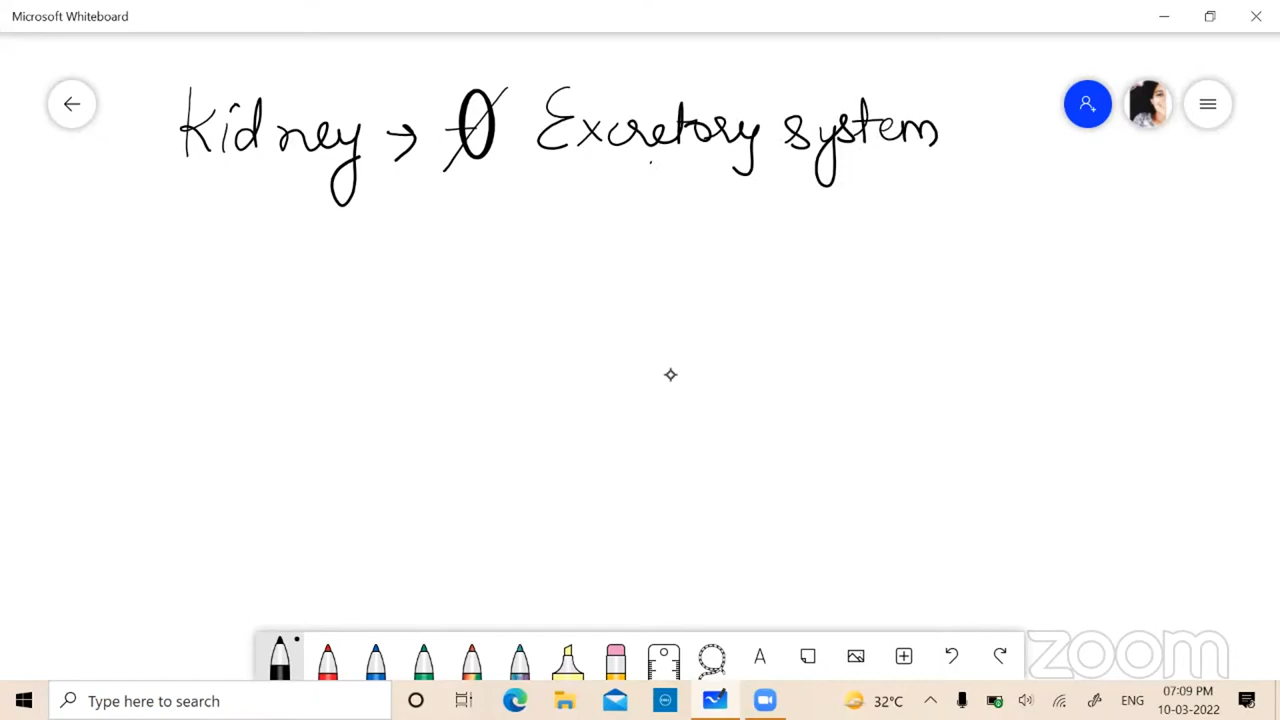 Microsoft Whiteboard
Kidney → Excretory system
A
zoom
Type here to search
32°C
ENG
07:09 PM
10-03-2022